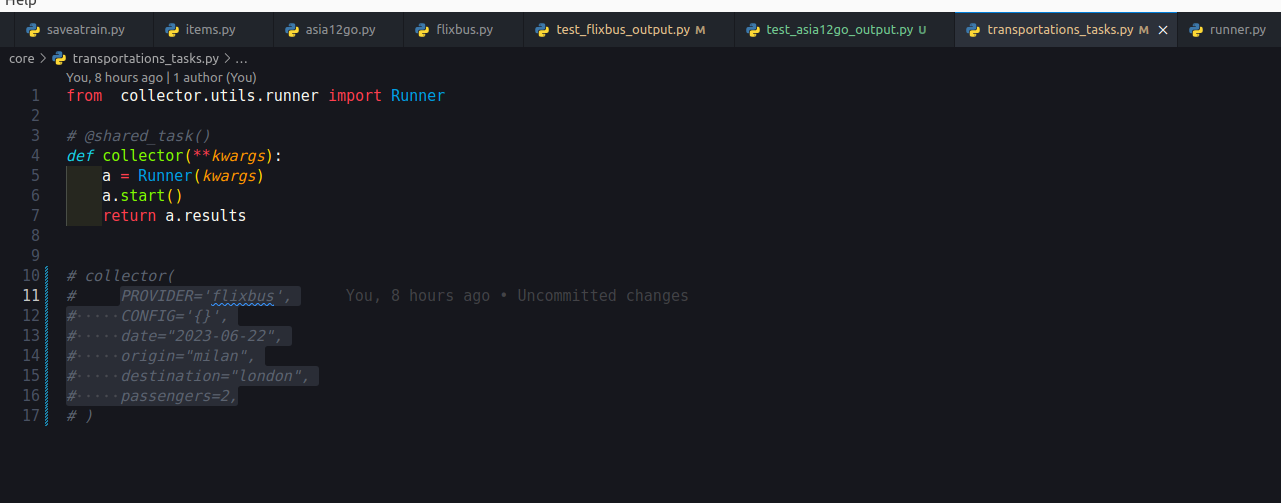 Help
saveatrain.py items.py asia12go.py flixbus.py test_flixbus_output.py M test_asia12go_output.py U transportations_tasks.py M × runner.py
core > transportations_tasks.py > ...
You, 8 hours ago | 1 author (You)
1 from  collector.utils.runner import Runner
2
3 # @shared_task()
4 def collector(**kwargs):
5     a = Runner(kwargs)
6     a.start()
7     return a.results
8
9
10 # collector(
11 #     PROVIDER='flixbus',     You, 8 hours ago • Uncommitted changes
12 #·····CONFIG='{}',
13 #·····date="2023-06-22",
14 #·····origin="milan",
15 #·····destination="london",
16 #·····passengers=2,
17 # )